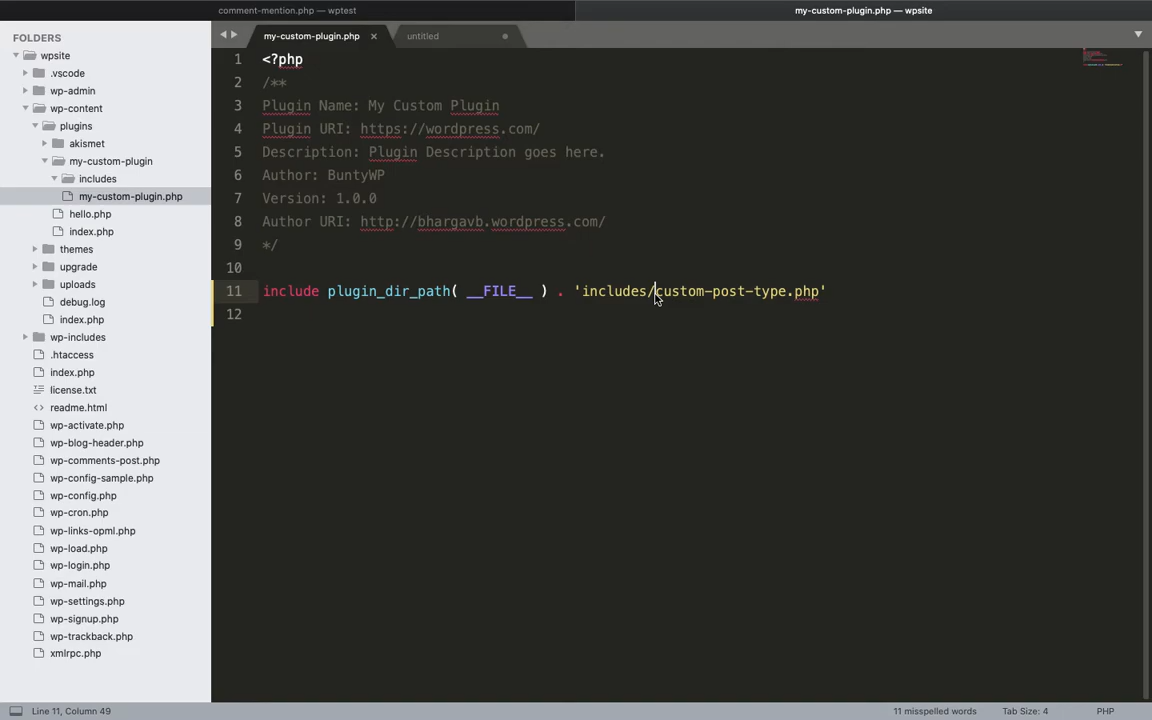 comment-mention.php — wptest
my-custom-plugin.php — wpsite
FOLDERS
wpsite
.vscode
wp-admin
wp-content
plugins
akismet
my-custom-plugin
includes
my-custom-plugin.php
hello.php
index.php
themes
upgrade
uploads
debug.log
index.php
wp-includes
.htaccess
index.php
license.txt
readme.html
wp-activate.php
wp-blog-header.php
wp-comments-post.php
wp-config-sample.php
wp-config.php
wp-cron.php
wp-links-opml.php
wp-load.php
wp-login.php
wp-mail.php
wp-settings.php
wp-signup.php
wp-trackback.php
xmlrpc.php
my-custom-plugin.php ×
untitled
1 <?php
2 /**
3 Plugin Name: My Custom Plugin
4 Plugin URI: https://wordpress.com/
5 Description: Plugin Description goes here.
6 Author: BuntyWP
7 Version: 1.0.0
8 Author URI: http://bhargavb.wordpress.com/
9 */
10
11 include plugin_dir_path( __FILE__ ) . 'includes/custom-post-type.php'
12
Line 11, Column 49
11 misspelled words
Tab Size: 4
PHP